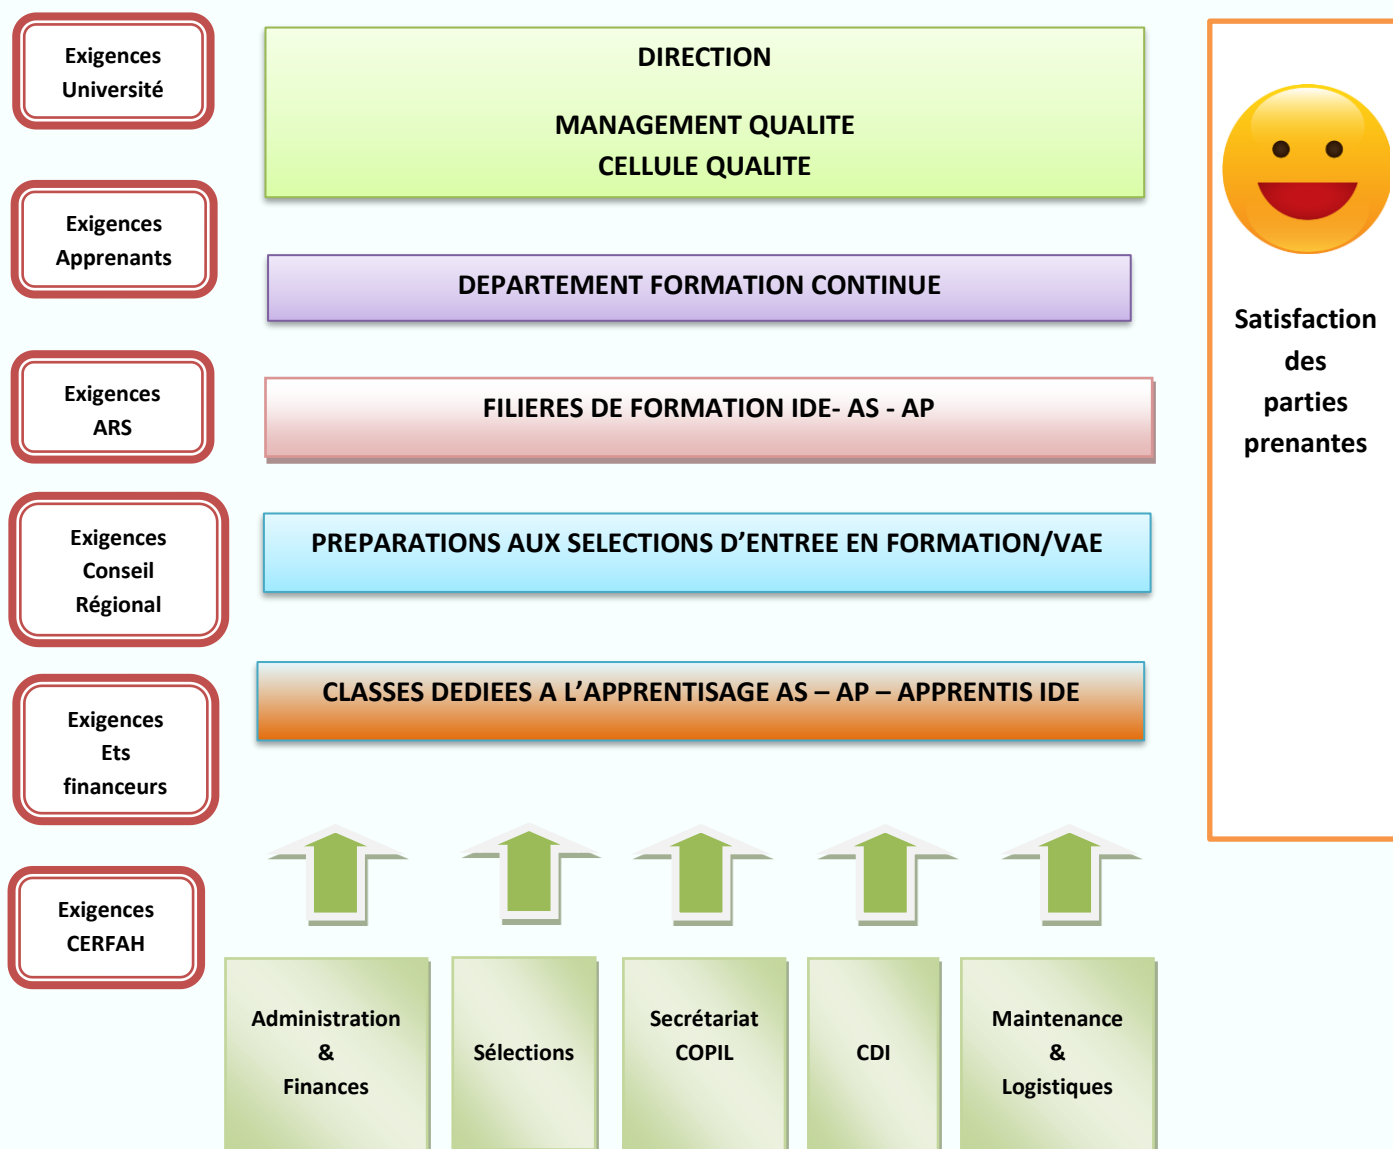 Exigences
Université
Exigences
Apprenants
Exigences
ARS
Exigences
Conseil
Régional
Exigences
Ets
financeurs
Exigences
CERFAH
DIRECTION
MANAGEMENT QUALITE
CELLULE QUALITE
DEPARTEMENT FORMATION CONTINUE
FILIERES DE FORMATION IDE- AS - AP
PREPARATIONS AUX SELECTIONS D’ENTREE EN FORMATION/VAE
CLASSES DEDIEES A L’APPRENTISAGE AS – AP – APPRENTIS IDE
Administration
&
Finances
Sélections
Secrétariat
COPIL
CDI
Maintenance
&
Logistiques
Satisfaction
des
parties
prenantes